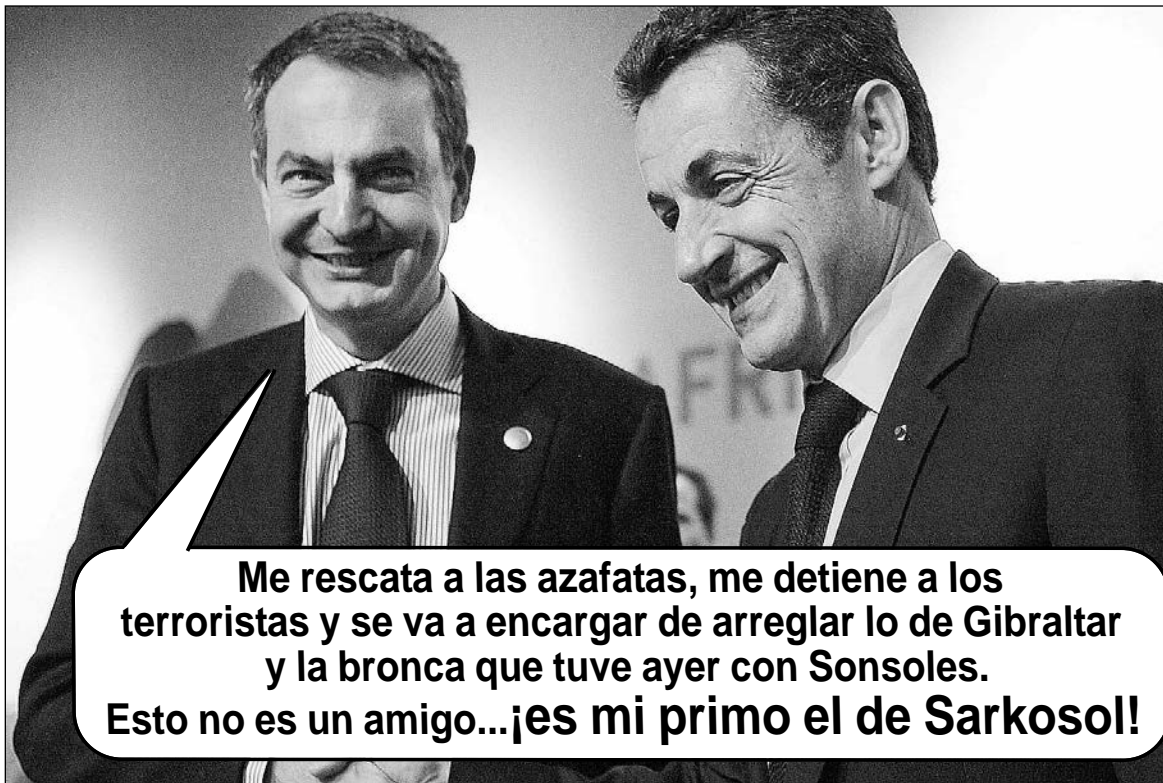 AFRI
Me rescata a las azafatas, me detiene a los
terroristas y se va a encargar de arreglar lo de Gibraltar
y la bronca que tuve ayer con Sonsoles.
Esto no es un amigo...¡es mi primo el de Sarkosol!